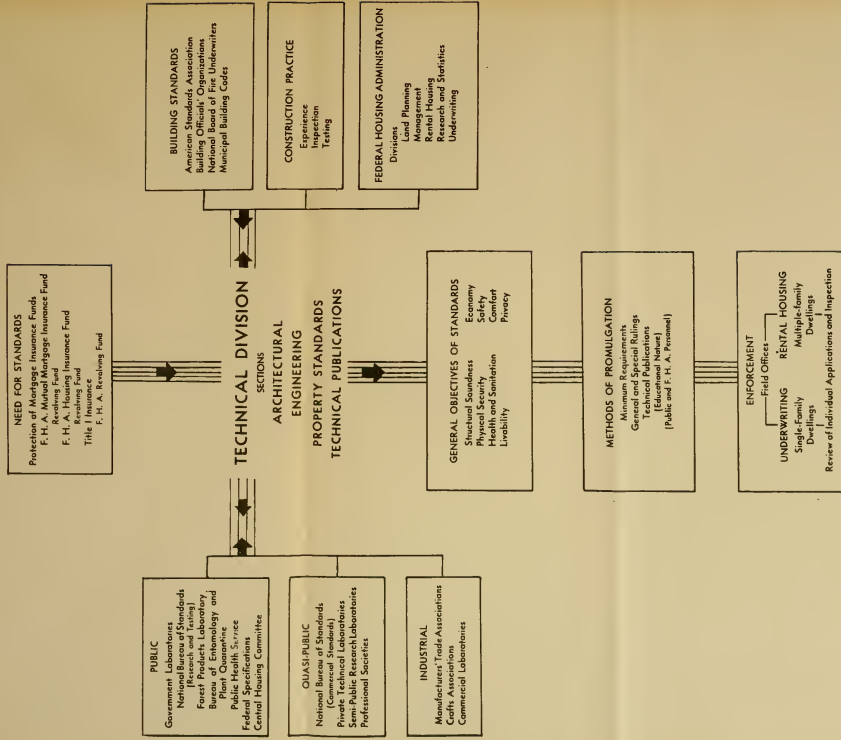 NEED FOR STANDARDS
Protection of Mortgage Insurance Funds
F. H. A. Mutual Mortgage Insurance Fund
Revolving Fund
F. H. A. Housing Insurance Fund
Revolving Fund
Title I Insurance
F. H. A. Revolving Fund
PUBLIC
Government Laboratories
National Bureau of Standards
(Research and Testing)
Forest Products Laboratory
Bureau of Entomology and
Plant Quarantine
Public Health Service
Federal Specifications
Central Housing Committee
QUASI-PUBLIC
National Bureau of Standards
(Commercial Standards)
Private Technical Laboratories
Semi-Public Research Laboratories
Professional Societies
INDUSTRIAL
Manufacturers' Trade Associations
Crafts Associations
Commercial Laboratories
TECHNICAL DIVISION
SECTIONS
ARCHITECTURAL
ENGINEERING
PROPERTY STANDARDS
TECHNICAL PUBLICATIONS
BUILDING STANDARDS
American Standards Association
Building Officials' Organizations
National Board of Fire Underwriters
Municipal Building Codes
CONSTRUCTION PRACTICE
Experience
Inspection
Testing
FEDERAL HOUSING ADMINISTRATION
Divisians
Land Planning
Management
Rental Housing
Research and Statistics
Underwriting
GENERAL OBJECTIVES OF STANDARDS
Structural Soundness Economy
Physical Security Safety
Health and Sanitation Comfort
Livability Privacy
METHODS OF PROMULGATION
Minimum Requirements
General and Special Rulings
Technical Publications
(Educational Nature)
(Public and F. H. A. Personnel)
ENFORCEMENT
Field Offices
UNDERWRITING RENTAL HOUSING
Single-Family Multiple-family
Dwellings Dwellings
Review of Individual Applications and Inspection